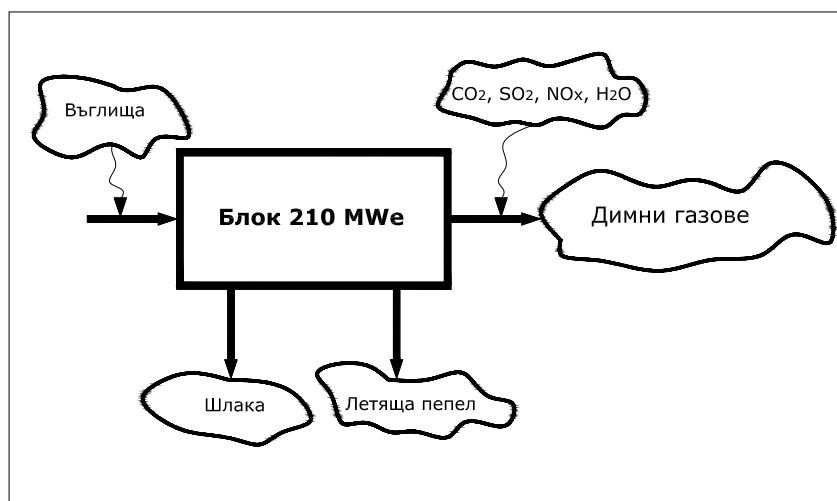 Въглища
CO2, SO2, NOx, H2O
Блок 210 MWe
Димни газове
Шлака
Летяща пепел